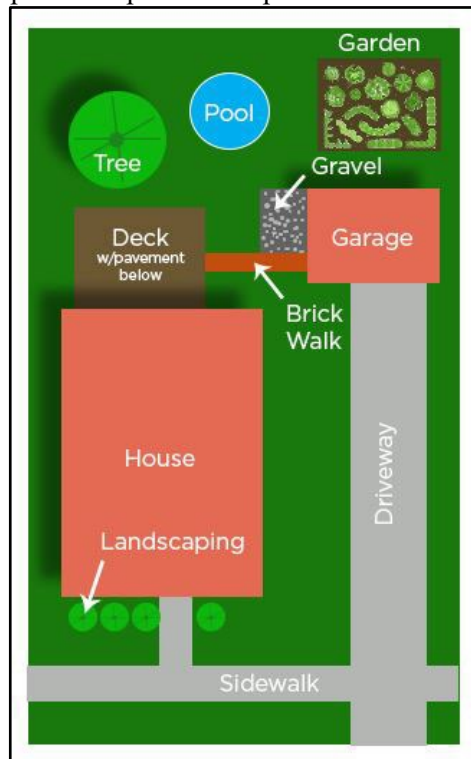 Garden
Pool
Tree
Gravel
Deck
w/pavement
below
Garage
Brick
Walk
House
Driveway
Landscaping
Sidewalk